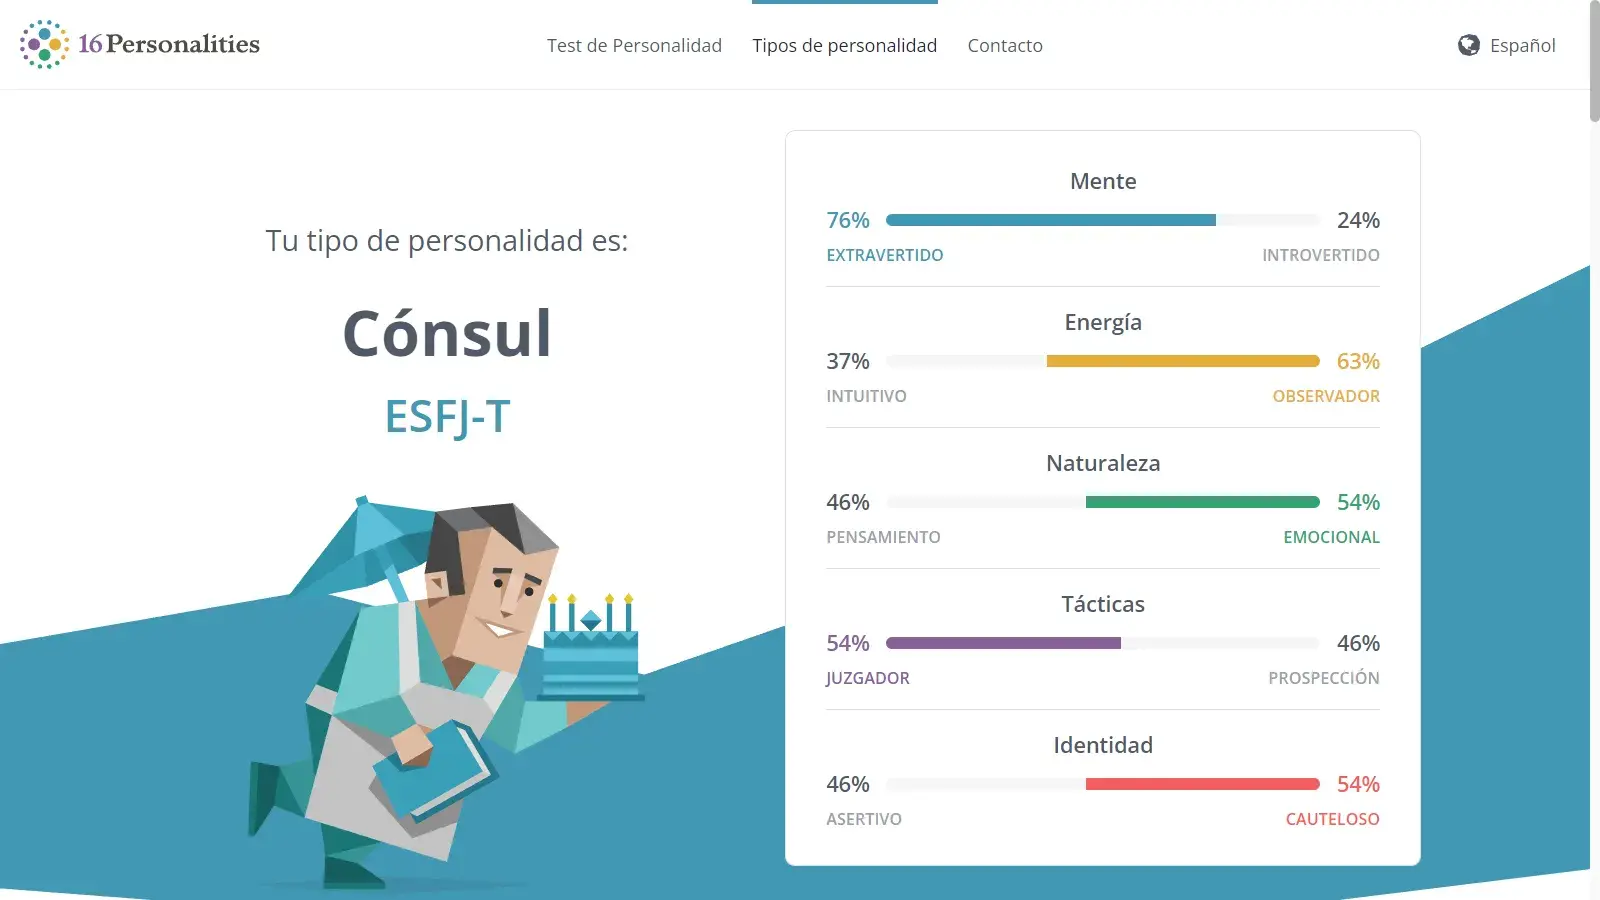 16Personalities
Test de Personalidad
Tipos de personalidad
Contacto
Español
Tu tipo de personalidad es:
Cónsul
ESFJ-T
Mente
76% 24%
EXTRAVERTIDO INTROVERTIDO
Energía
37% 63%
INTUITIVO OBSERVADOR
Naturaleza
46% 54%
PENSAMIENTO EMOCIONAL
Tácticas
54% 46%
JUZGADOR PROSPECCIÓN
Identidad
46% 54%
ASERTIVO CAUTELOSO